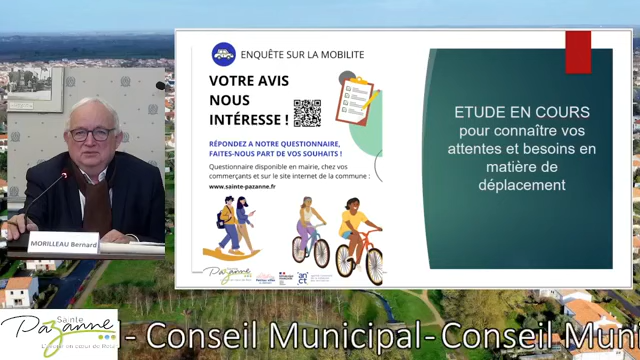 ENQUÊTE SUR LA MOBILITE
VOTRE AVIS
NOUS
INTÉRESSE !
RÉPONDEZ A NOTRE QUESTIONNAIRE,
FAITES-NOUS PART DE VOS SOUHAITS !
Questionnaire disponible en mairie, chez vos
commerçants et sur le site internet de la commune :
www.sainte-pazanne.fr
ETUDE EN COURS
pour connaître vos
attentes et besoins en
matière de
déplacement
MORILLEAU Bernard
Sainte
Pazanne
- Conseil Municipal- Conseil Muni